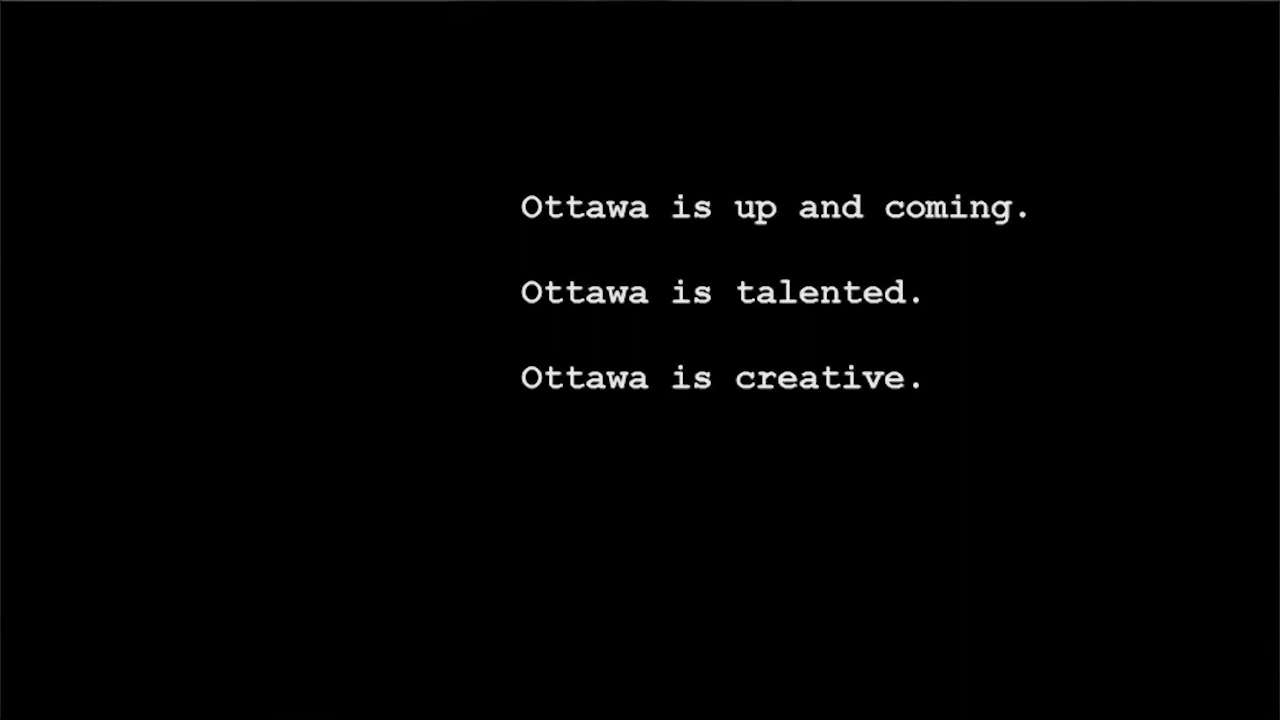 Ottawa is up and coming.
Ottawa is talented.
Ottawa is creative.